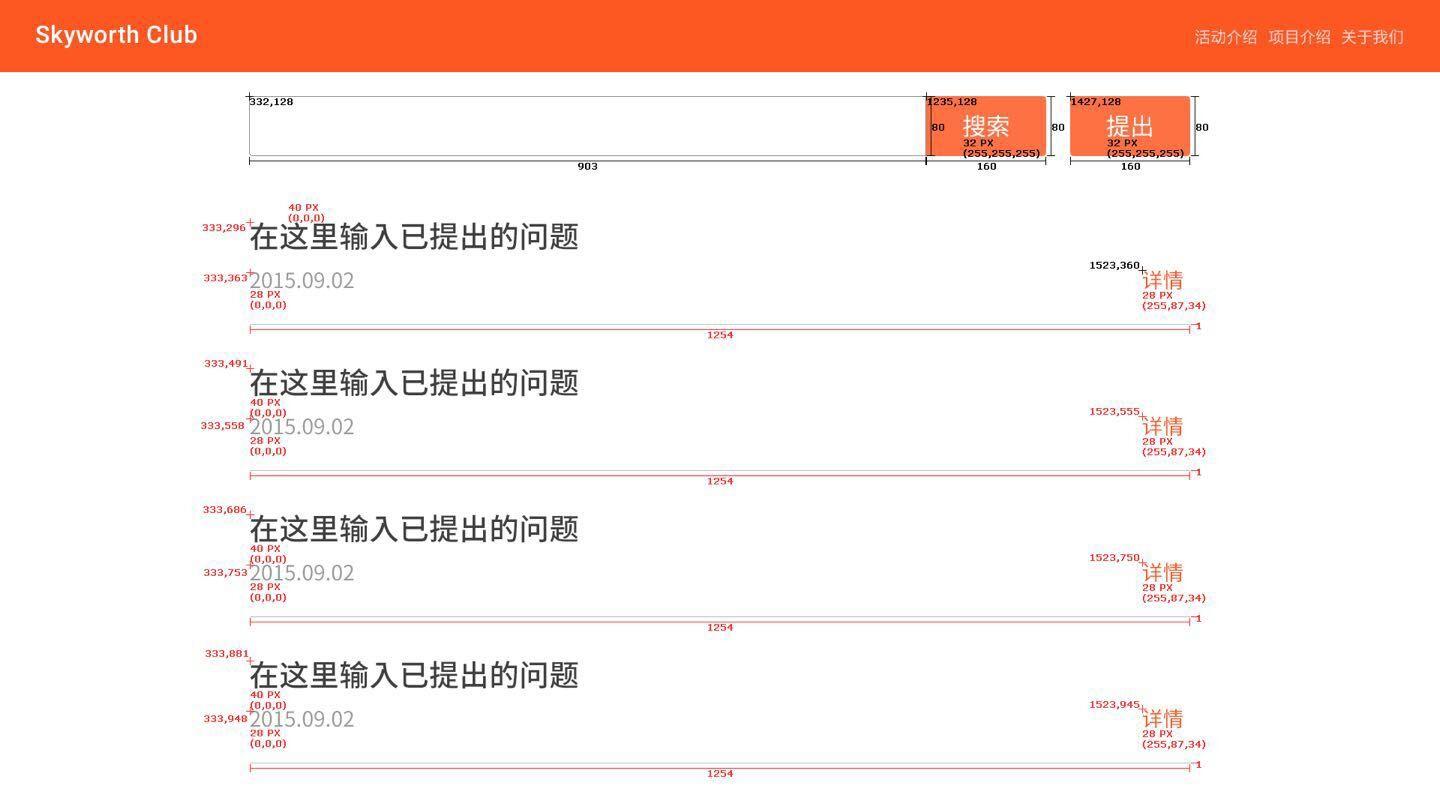 Skyworth Club
活动介绍 项目介绍 关于我们
332,128
1235,128
1427,128
80
搜索
80
提出
80
32 PX
(255,255,255)
32 PX
(255,255,255)
903
160
160
40 PX
(0,0,0)
333,296
在这里输入已提出的问题
333,363
2015.09.02
1523,360
详情
28 PX
(0,0,0)
28 PX
(255,87,34)
1
1254
333,491
在这里输入已提出的问题
40 PX
(0,0,0)
333,558
2015.09.02
1523,555
详情
28 PX
(0,0,0)
28 PX
(255,87,34)
1
1254
333,686
在这里输入已提出的问题
40 PX
(0,0,0)
333,753
2015.09.02
1523,750
详情
28 PX
(0,0,0)
28 PX
(255,87,34)
1
1254
333,881
在这里输入已提出的问题
40 PX
(0,0,0)
333,948
2015.09.02
1523,945
详情
28 PX
(0,0,0)
28 PX
(255,87,34)
1
1254